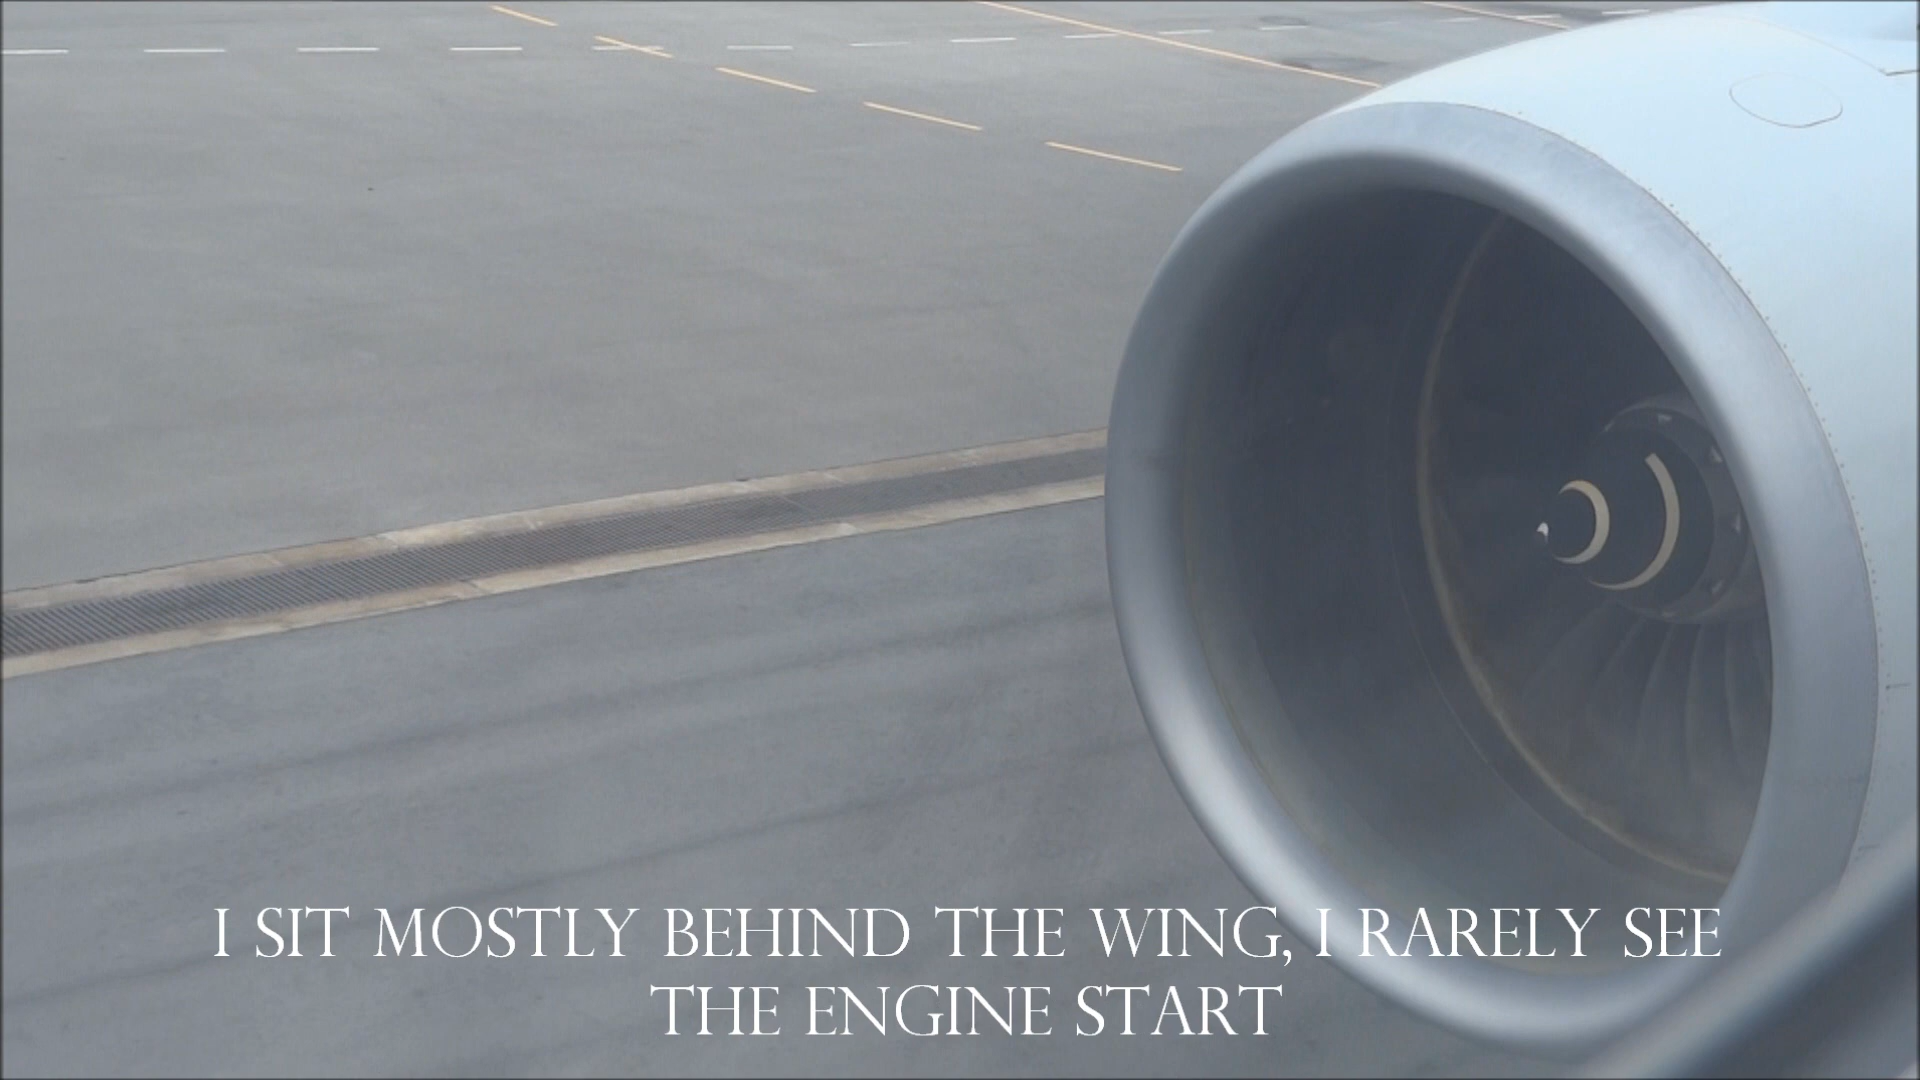 I SIT MOSTLY BEHIND THE WING, I RARELY SEE
THE ENGINE START